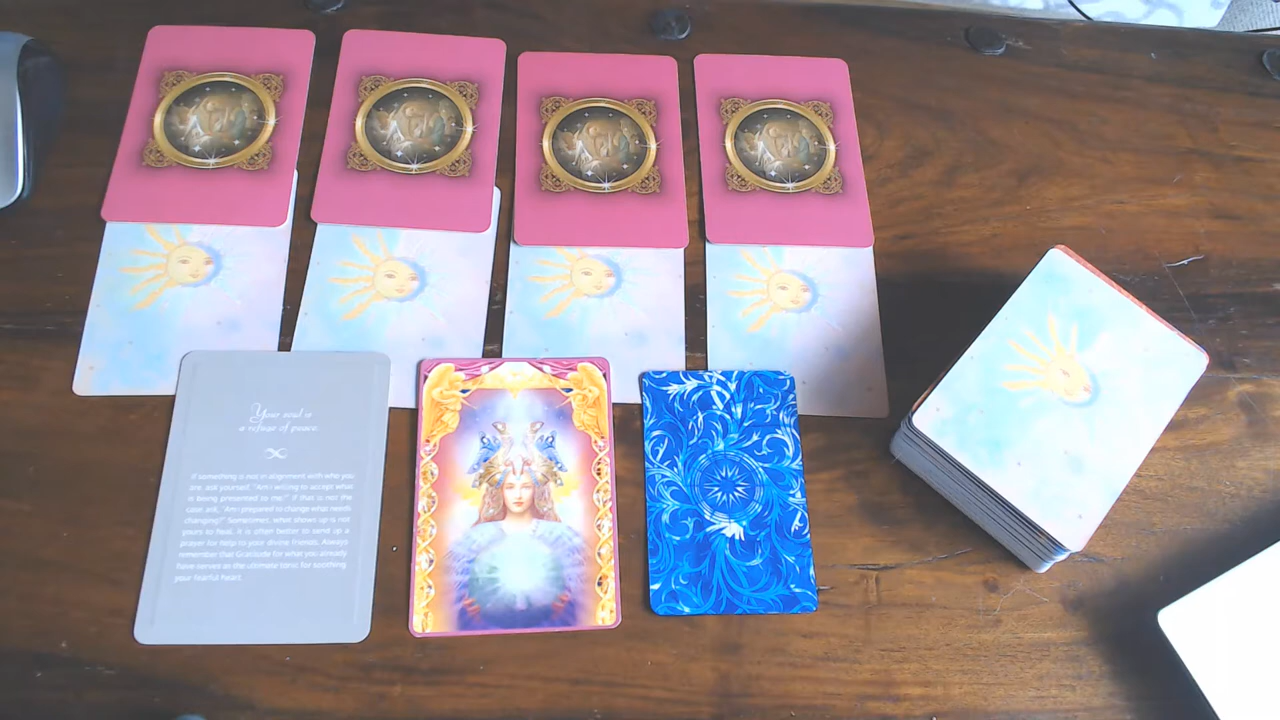 Your soul is
a refuge of peace.
If something is not in alignment with who you
are, ask yourself, "Am I willing to accept what
is being presented to me?" If that is not the
case ask, "Am I prepared to change what needs
changing?" Sometimes, what shows up is not
yours to heal. It is often better to send up a
prayer for help to your divine friends. Always
remember that Gratitude for what you already
have serves as the ultimate tonic for soothing
your fearful heart.